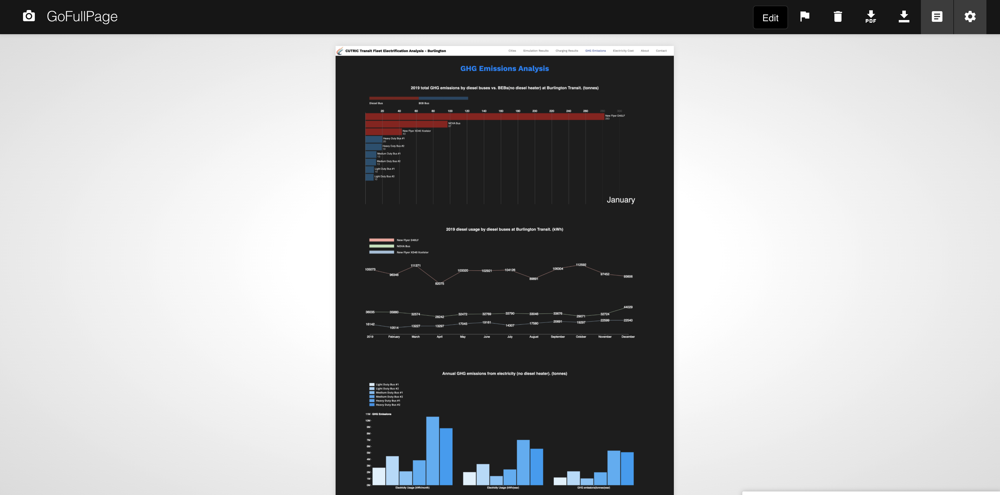 GoFullPage
Edit
PDF
CUTRIC Transit Fleet Electrification Analysis - Burlington
Cities Simulation Results Charging Results GHG Emissions Electricity Cost About Contact
GHG Emissions Analysis
2019 total GHG emissions by diesel buses vs. BEBs(no diesel heater) at Burlington Transit. (tonnes)
Diesel Bus BEB Bus
20 40 60 80 100 120 140 160 180 200 220 240 260 280 300
New Flyer D40LF
283
NOVA Bus
97
New Flyer XD40 Xcelsior
43
Heavy Duty Bus #1
20
Heavy Duty Bus #2
19
Medium Duty Bus #1
13
Medium Duty Bus #2
13
Light Duty Bus #1
10
Light Duty Bus #2
10
January
2019 diesel usage by diesel buses at Burlington Transit. (kWh)
New Flyer D40LF
NOVA Bus
New Flyer XD40 Xcelsior
105073 96346 111371 82075 103320 102921 104126 89891 106304 112592 97452 93606
36035 35880 32574 28242 32472 32769 33790 33046 33676 29071 32724 44029
16142 10514 13227 13297 17045 19161 14307 17580 20691 19297 22599 22540
2019 February March April May June July August September October November December
Annual GHG emissions from electricity (no diesel heater). (tonnes)
Light Duty Bus #1
Light Duty Bus #2
Medium Duty Bus #1
Medium Duty Bus #2
Heavy Duty Bus #1
Heavy Duty Bus #2
11M GHG Emissions
10M
9M
8M
7M
6M
5M
4M
3M
2M
1M
0M
Electricity Usage (kWh/month) Electricity Usage (kWh/year) GHG emissions(tonnes/year)